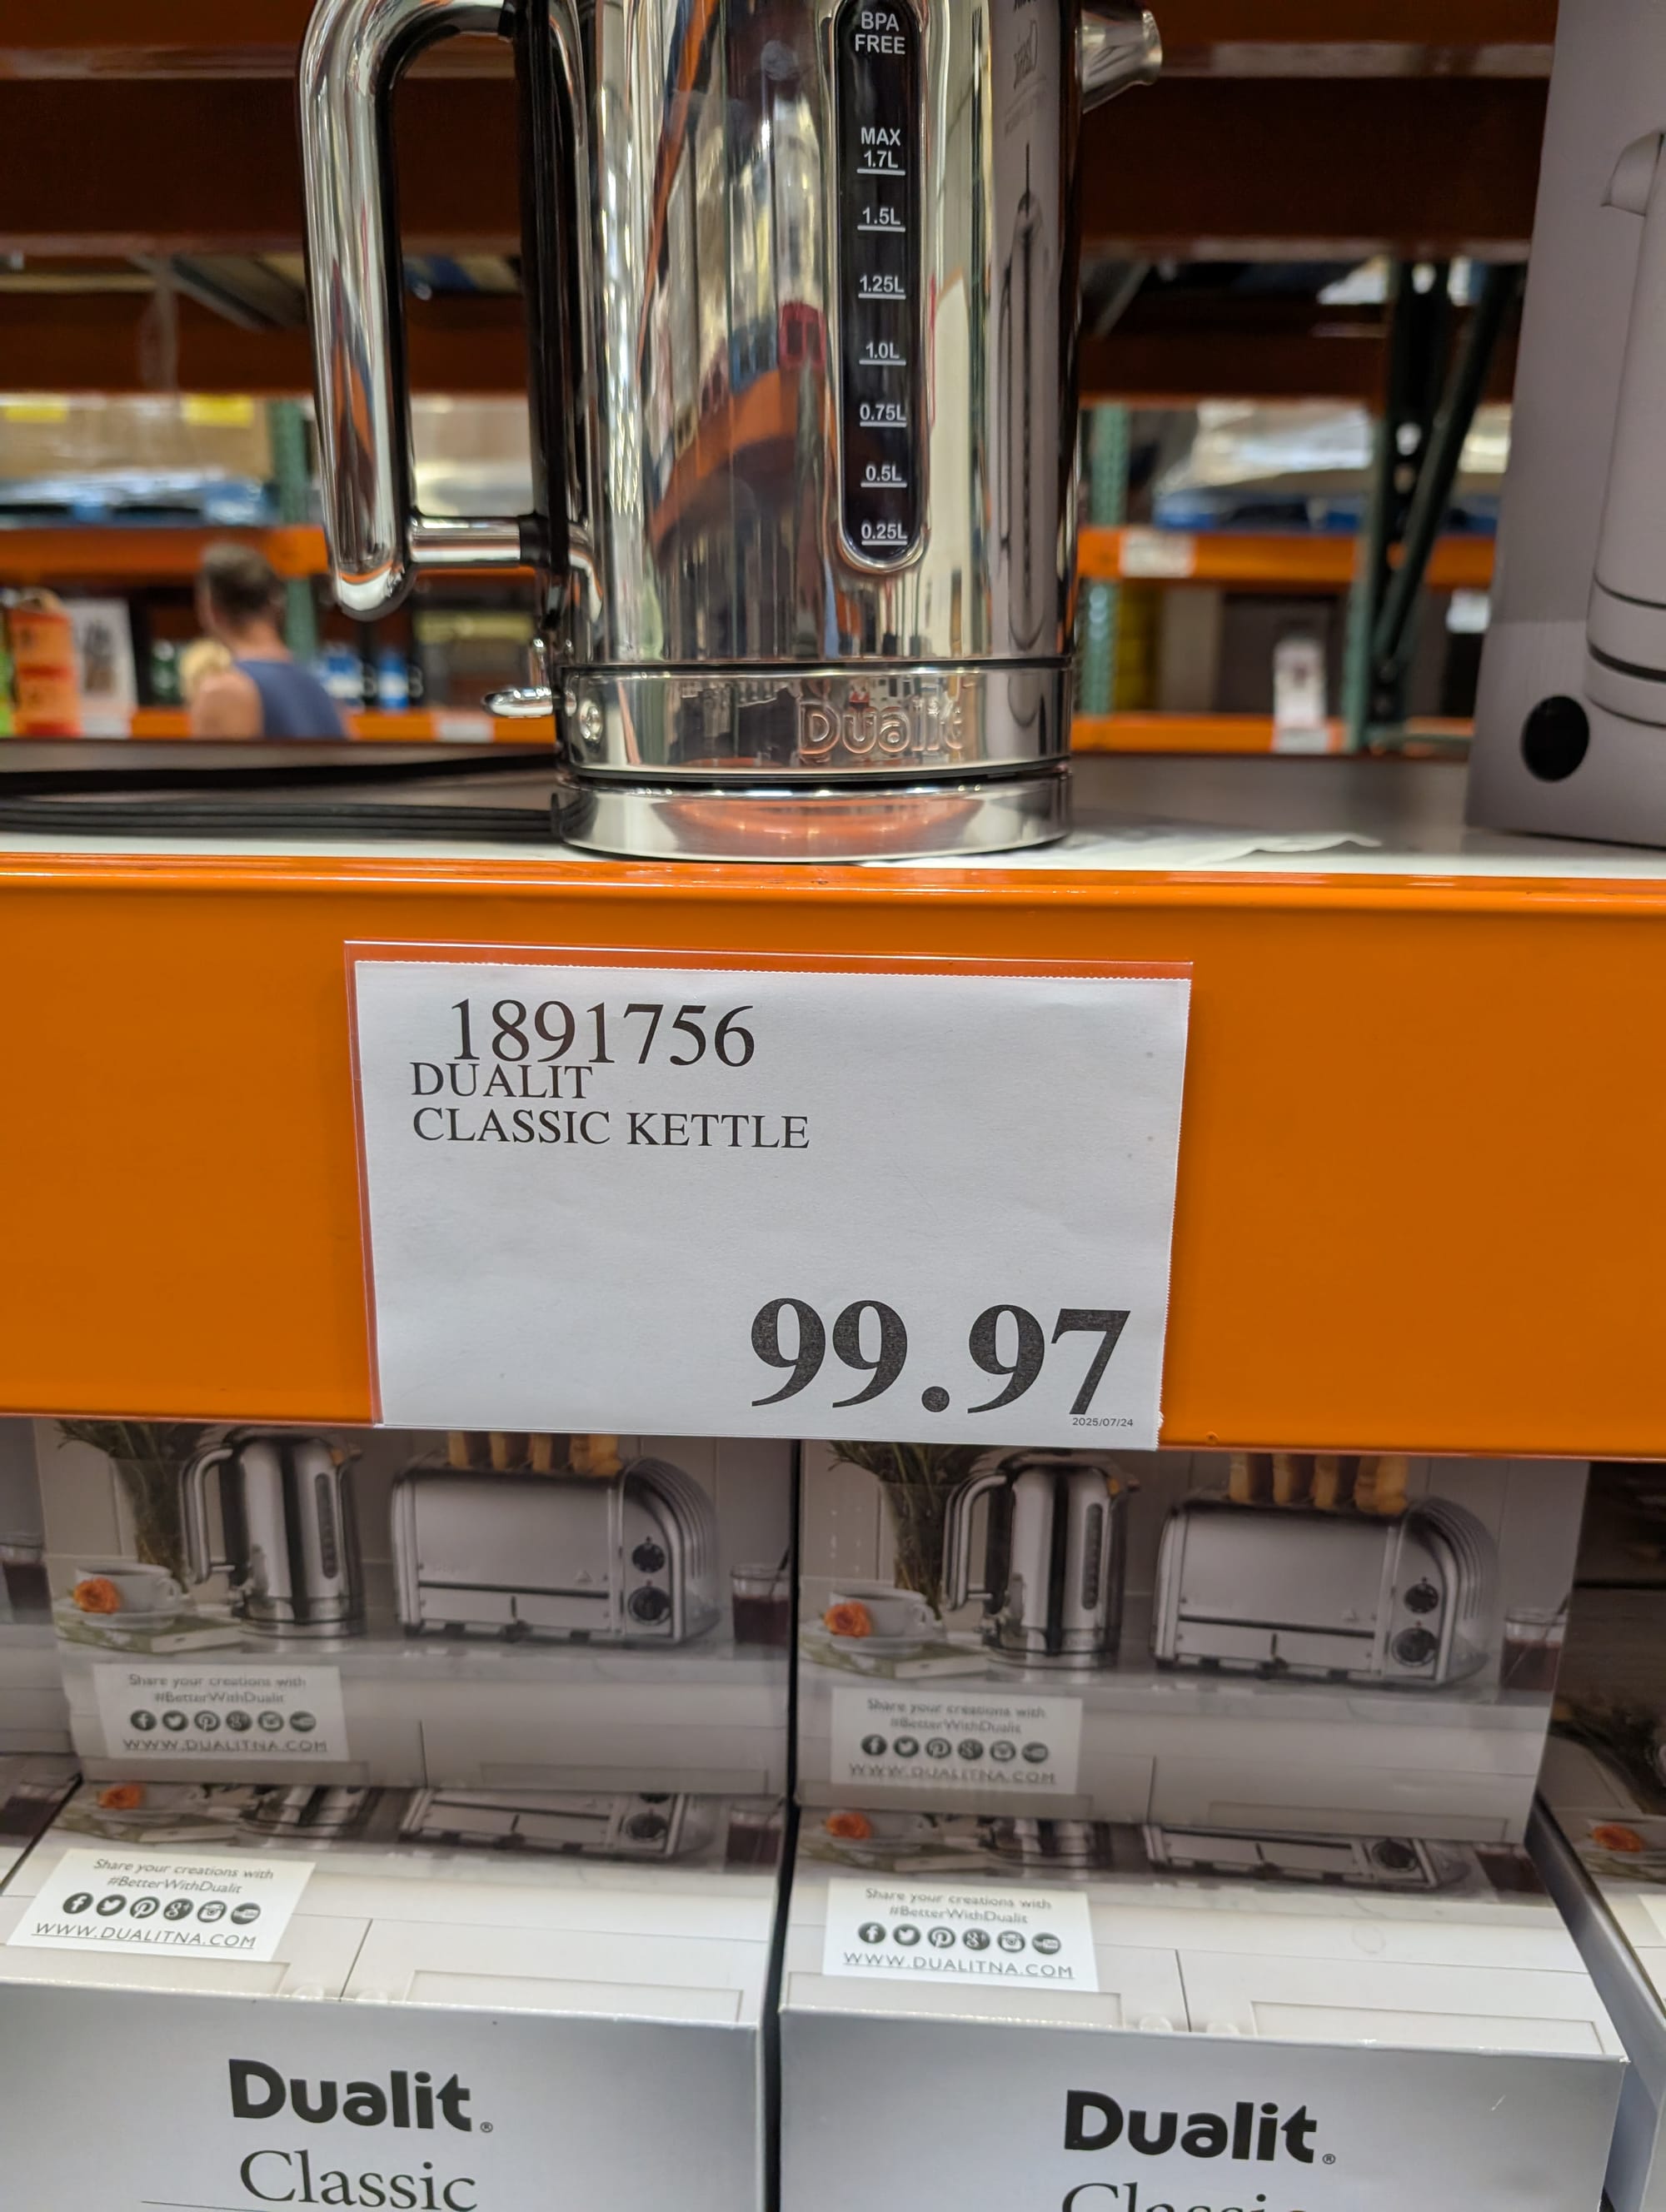 BPA
FREE
MAX
1.7L
1.5L
1.25L
1.0L
0.75L
0.5L
0.25L
Dualit
1891756
DUALIT
CLASSIC KETTLE
99.97
2025/07/24
Share your creations with
#BetterWithDualit
WWW.DUALITNA.COM
Share your creations with
#BetterWithDualit
WWW.DUALITNA.COM
Share your creations with
#BetterWithDualit
WWW.DUALITNA.COM
Share your creations with
#BetterWithDualit
WWW.DUALITNA.COM
Dualit®
Classic
Dualit®
Classic